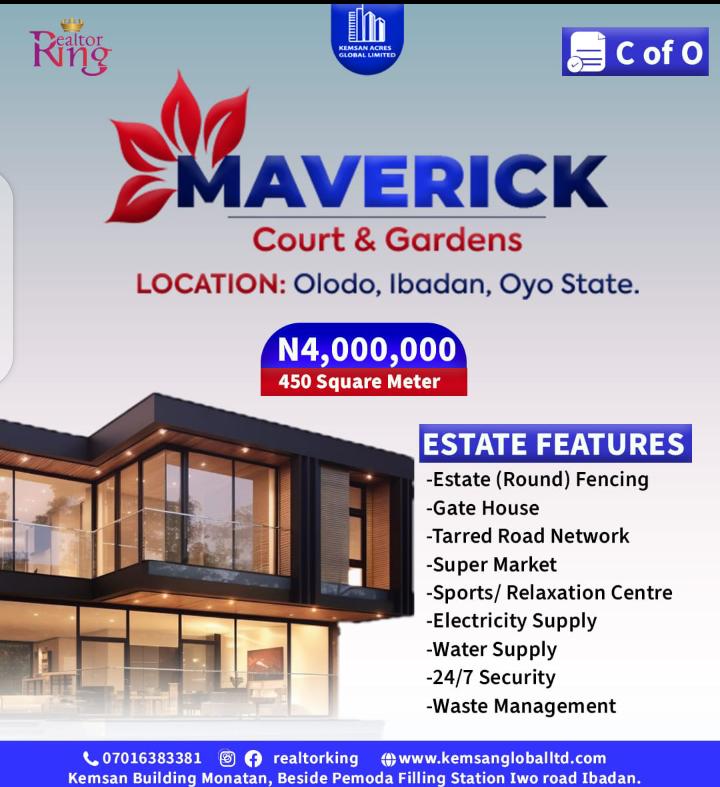 Realtor
King
KEMSAN ACRES
GLOBAL LIMITED
C of O
MAVERICK
Court & Gardens
LOCATION: Olodo, Ibadan, Oyo State.
N4,000,000
450 Square Meter
ESTATE FEATURES
-Estate (Round) Fencing
-Gate House
-Tarred Road Network
-Super Market
-Sports/ Relaxation Centre
-Electricity Supply
-Water Supply
-24/7 Security
-Waste Management
07016383381 realtorking www.kemsangloballtd.com
Kemsan Building Monatan, Beside Pemoda Filling Station Iwo road Ibadan.